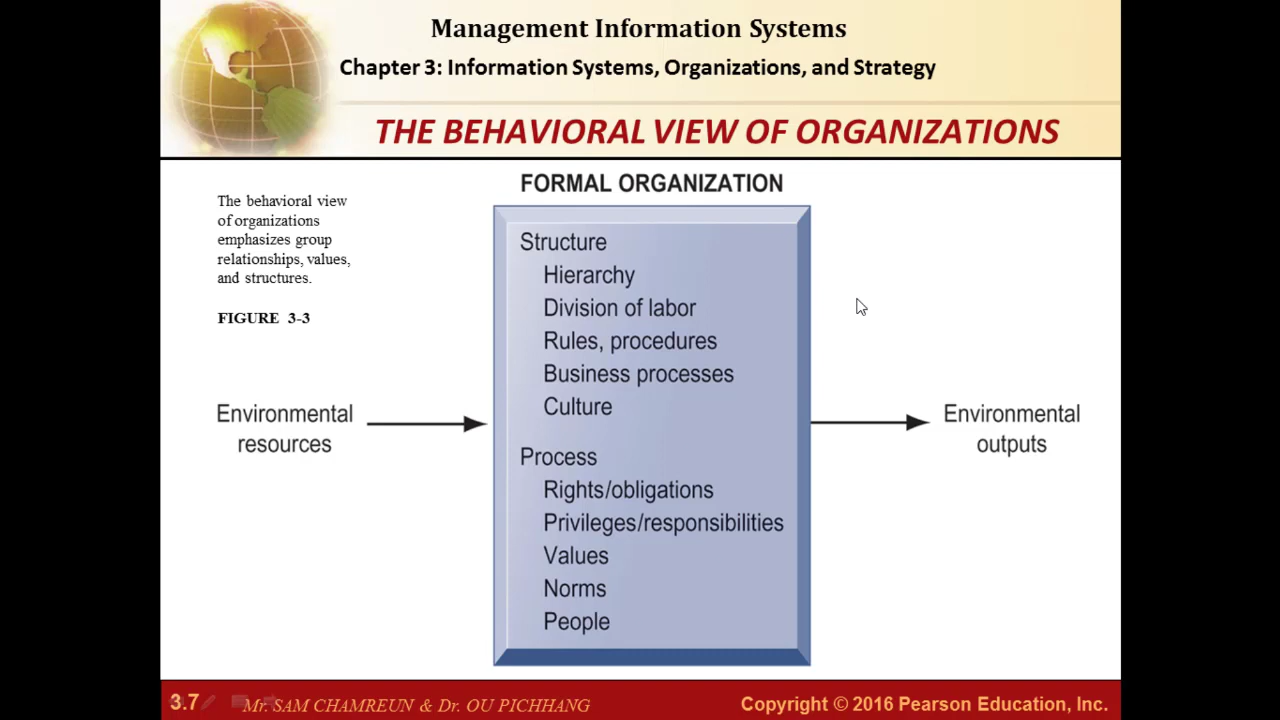 Management Information Systems
Chapter 3: Information Systems, Organizations, and Strategy
THE BEHAVIORAL VIEW OF ORGANIZATIONS
The behavioral view
of organizations
emphasizes group
relationships, values,
and structures.
FIGURE 3-3
FORMAL ORGANIZATION
Structure
Hierarchy
Division of labor
Rules, procedures
Business processes
Culture
Process
Rights/obligations
Privileges/responsibilities
Values
Norms
People
Environmental
resources
Environmental
outputs
3.7
Mr. SAM CHAMREUN & Dr. OU PICHHANG
Copyright © 2016 Pearson Education, Inc.